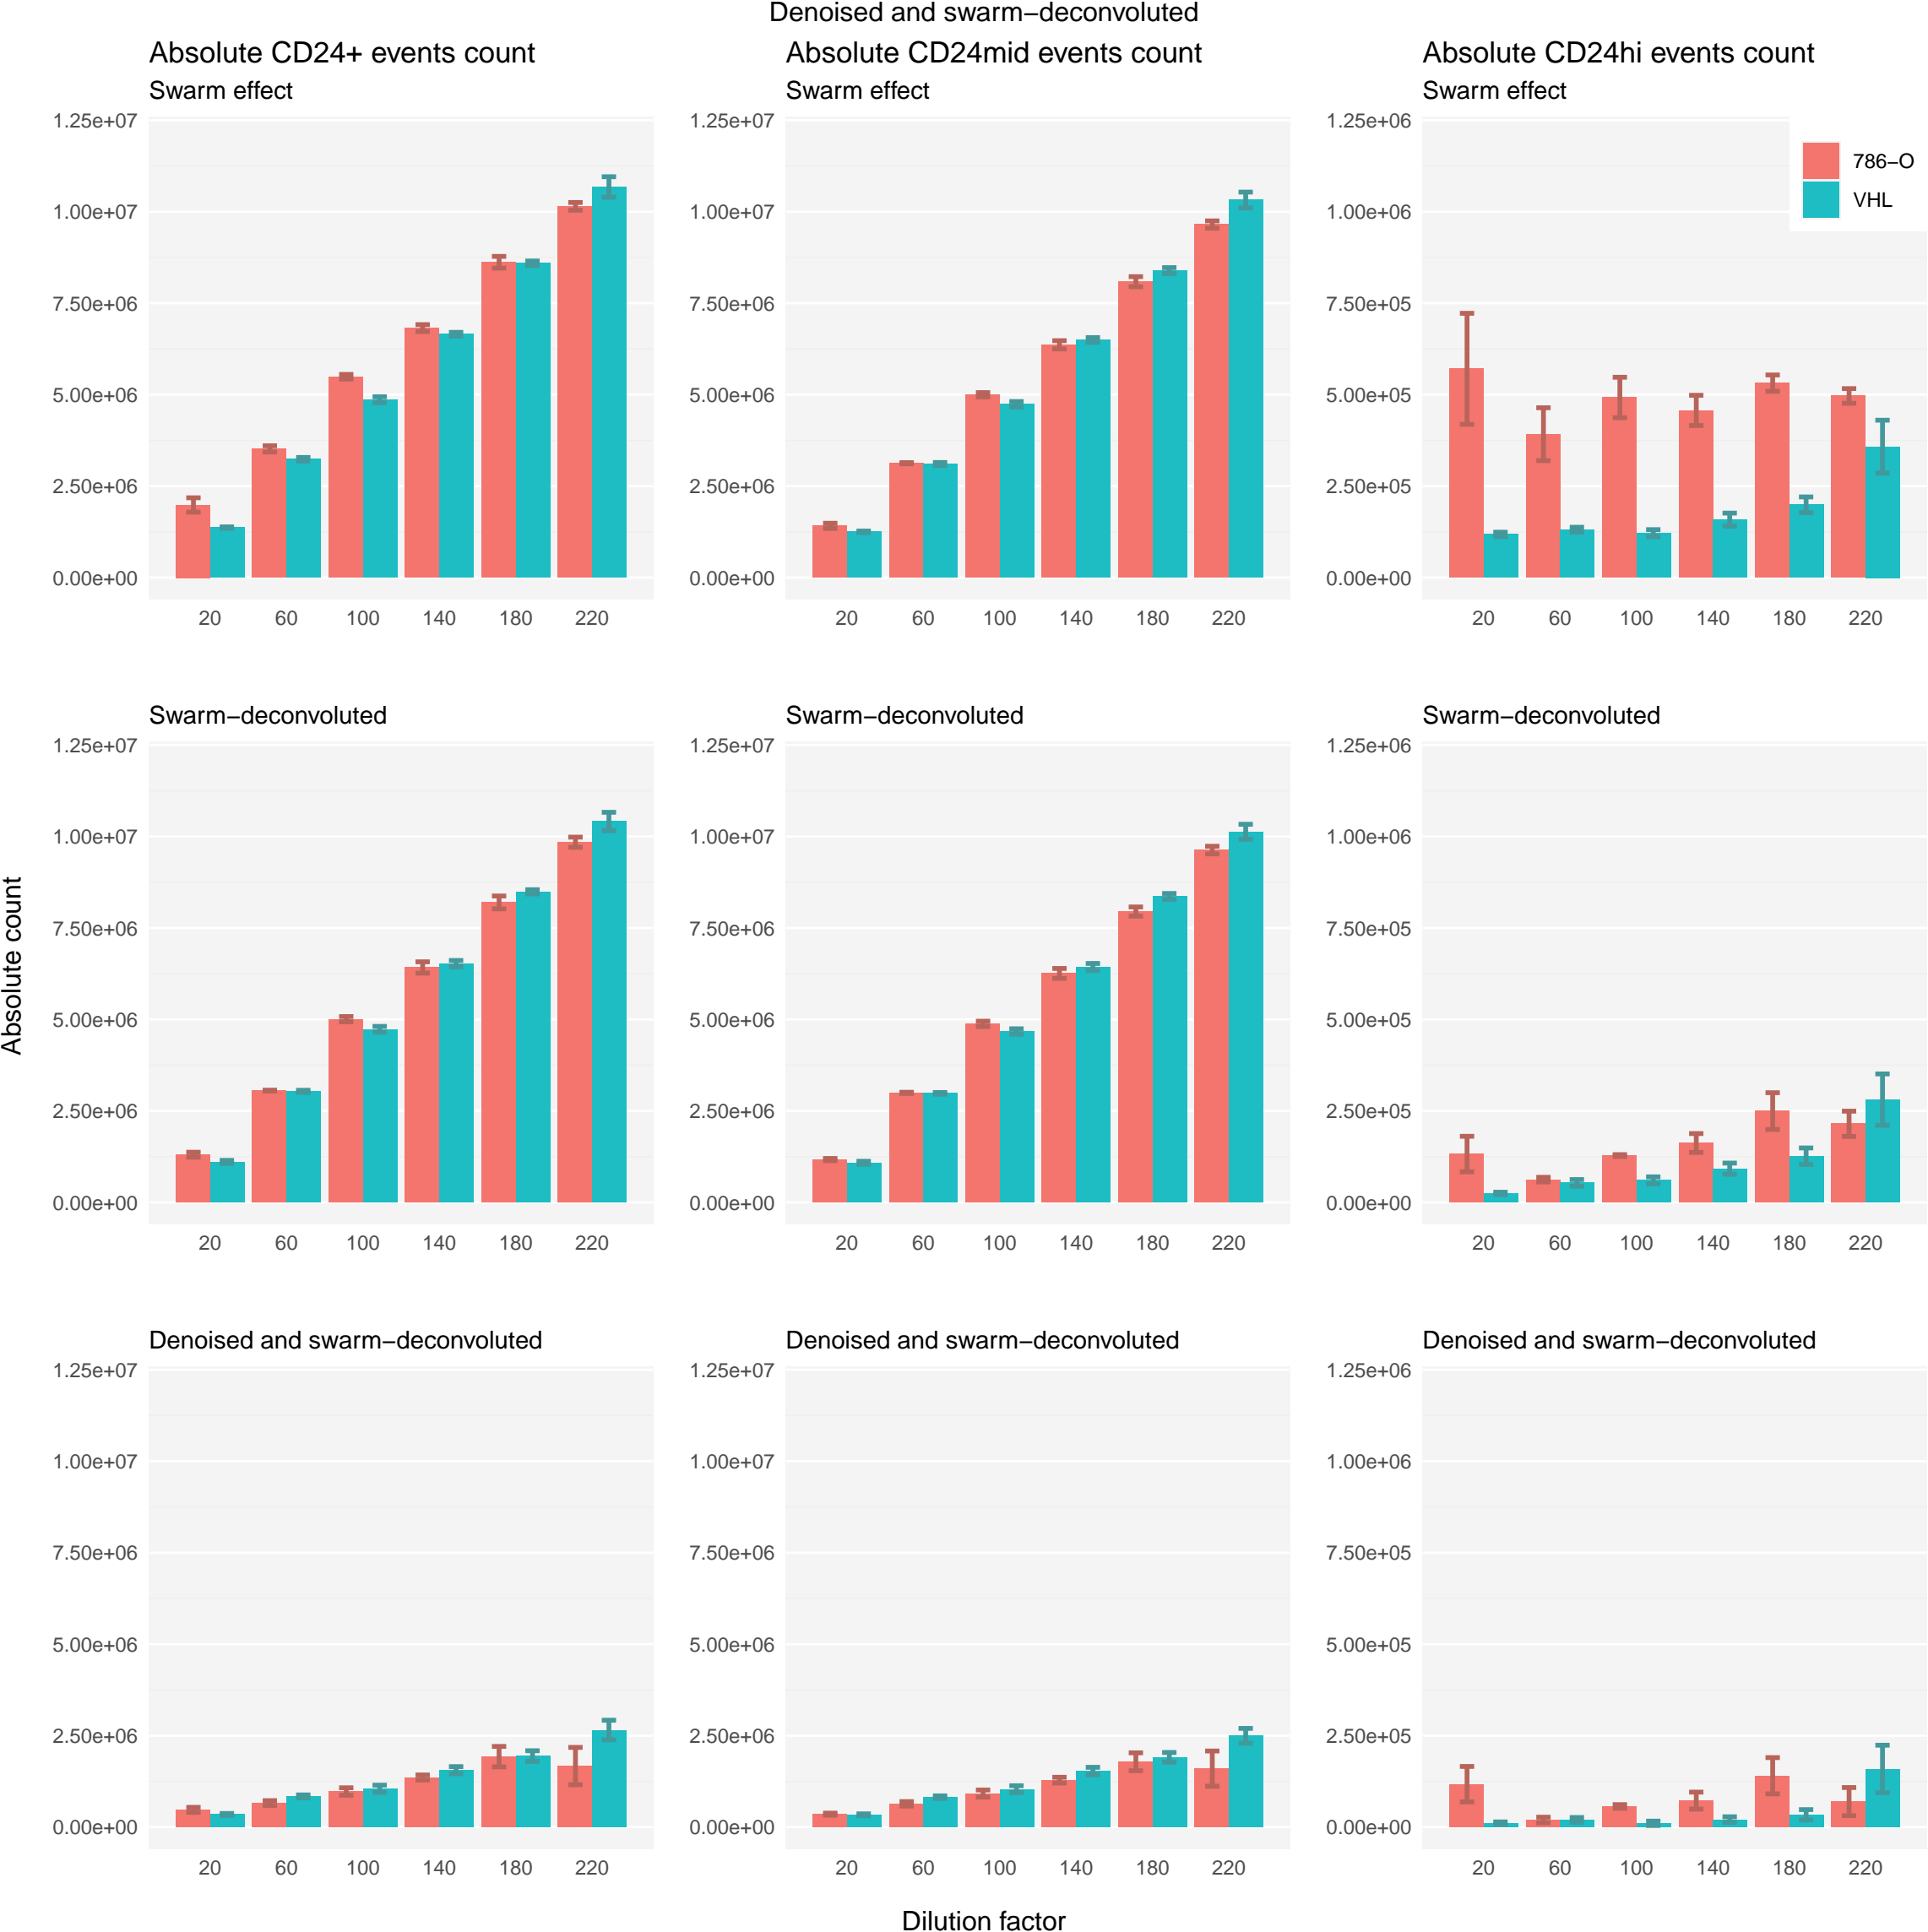 Denoised and swarm−deconvoluted
Absolute CD24+ events count
Absolute CD24mid events count
Absolute CD24hi events count
Swarm effect
Swarm effect
Swarm effect
1.25e+07
1.00e+07
7.50e+06
5.00e+06
2.50e+06
0.00e+00
20 60 100 140 180 220
1.25e+07
1.00e+07
7.50e+06
5.00e+06
2.50e+06
0.00e+00
20 60 100 140 180 220
1.25e+06
1.00e+06
7.50e+05
5.00e+05
2.50e+05
0.00e+00
20 60 100 140 180 220
786−O
VHL
Absolute count
Swarm−deconvoluted
1.25e+07
1.00e+07
7.50e+06
5.00e+06
2.50e+06
0.00e+00
20 60 100 140 180 220
Swarm−deconvoluted
1.25e+07
1.00e+07
7.50e+06
5.00e+06
2.50e+06
0.00e+00
20 60 100 140 180 220
Swarm−deconvoluted
1.25e+06
1.00e+06
7.50e+05
5.00e+05
2.50e+05
0.00e+00
20 60 100 140 180 220
Denoised and swarm−deconvoluted
1.25e+07
1.00e+07
7.50e+06
5.00e+06
2.50e+06
0.00e+00
20 60 100 140 180 220
Denoised and swarm−deconvoluted
1.25e+07
1.00e+07
7.50e+06
5.00e+06
2.50e+06
0.00e+00
20 60 100 140 180 220
Denoised and swarm−deconvoluted
1.25e+06
1.00e+06
7.50e+05
5.00e+05
2.50e+05
0.00e+00
20 60 100 140 180 220
Dilution factor